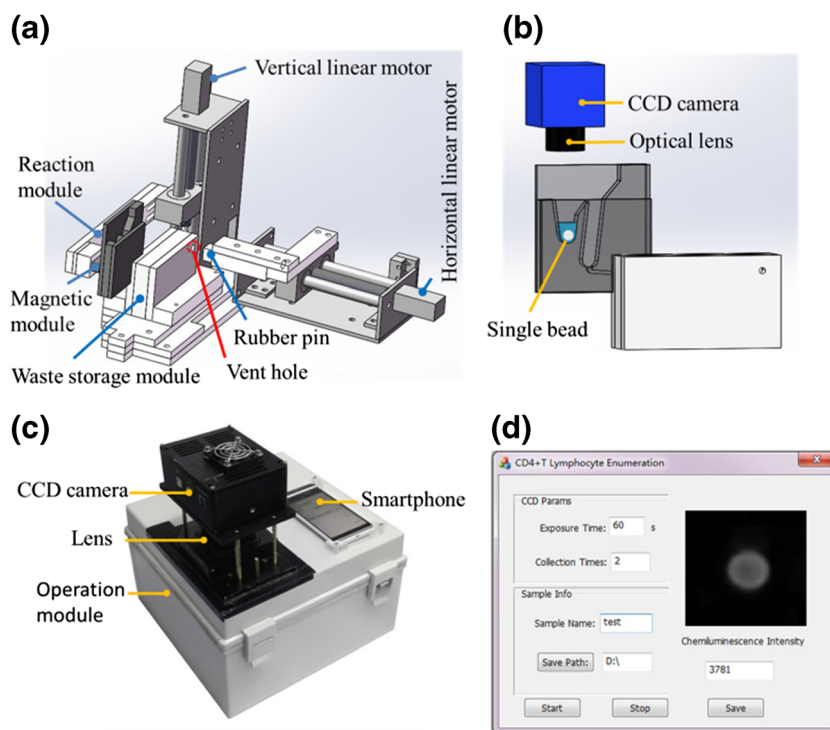 (a)
Vertical linear motor
Reaction
module
Horizontal linear motor
Magnetic
module
Rubber pin
Waste storage module
Vent hole
(b)
CCD camera
Optical lens
Single bead
(c)
CCD camera
Smartphone
Lens
Operation
module
(d)
CD4+T Lymphocyte Enumeration
CCD Params
Exposure Time: 60 s
Collection Times: 2
Sample Info
Sample Name: test
Save Path: D:\
Chemiluminescence Intensity
3781
Start Stop Save